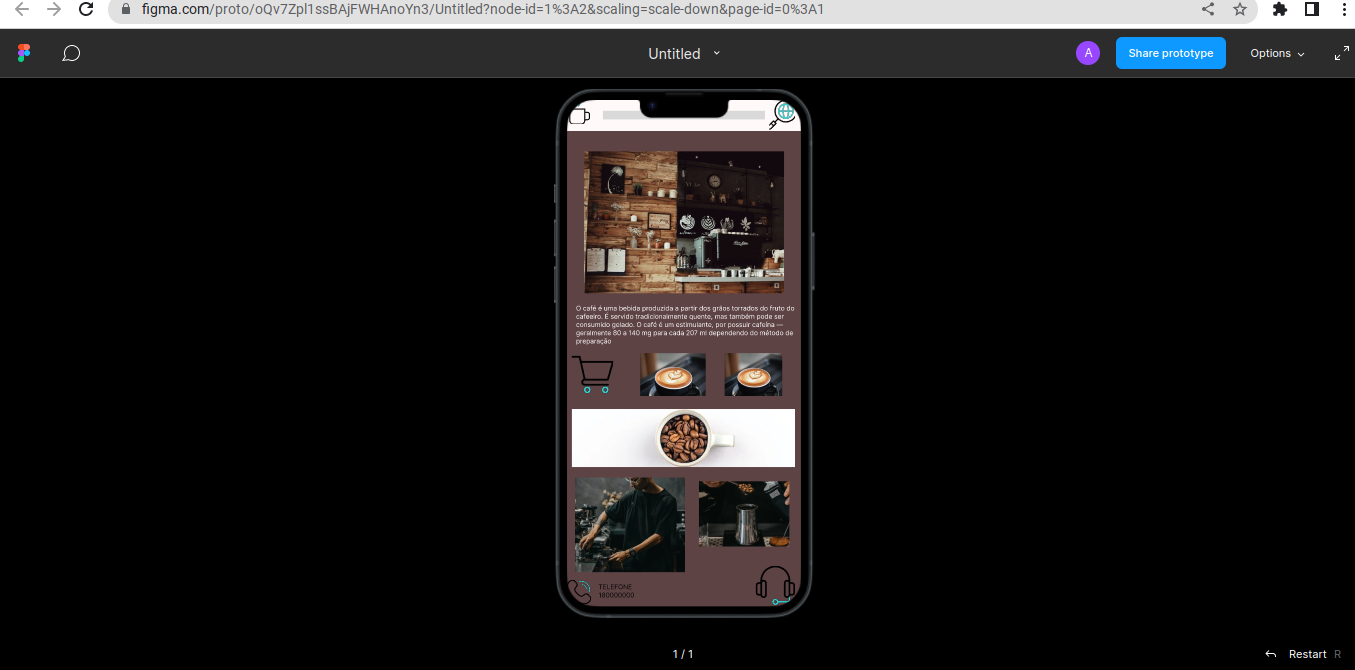 figma.com/proto/oQv7Zpl1ssBAjFWHAnoYn3/Untitled?node-id=1%3A2&scaling=scale-down&page-id=0%3A1
Untitled
A
Share prototype
Options
O café é uma bebida produzida a partir dos grãos torrados do fruto do
cafeeiro. É servido tradicionalmente quente, mas também pode ser
consumido gelado. O café é um estimulante, por possuir cafeína —
geralmente 80 a 140 mg para cada 207 ml dependendo do método de
preparação
TELEFONE
180000000
1 / 1
Restart R